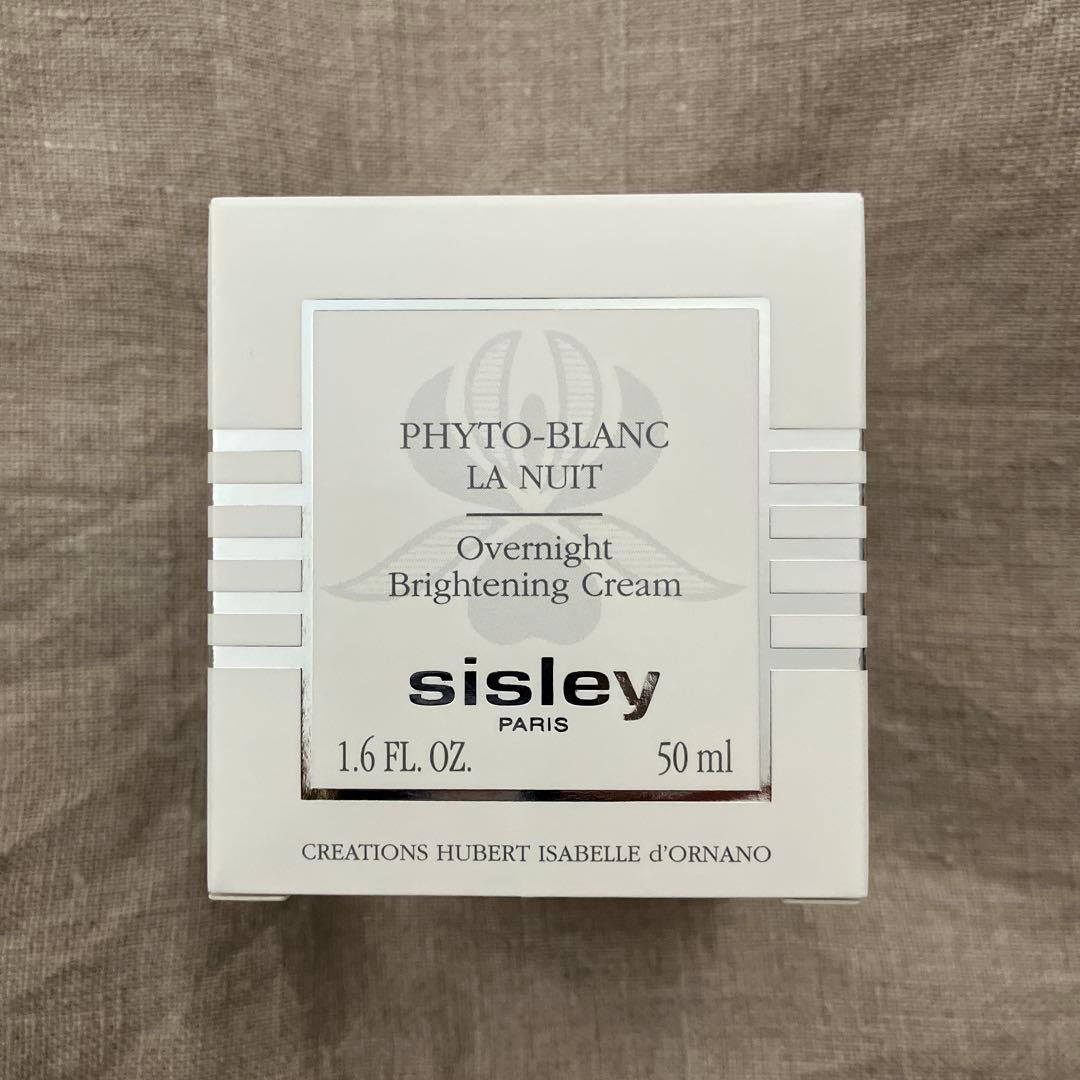 PHYTO-BLANC
LA NUIT
Overnight
Brightening Cream
sisley
PARIS
1.6 FL. OZ. 50 ml
CREATIONS HUBERT ISABELLE d'ORNANO